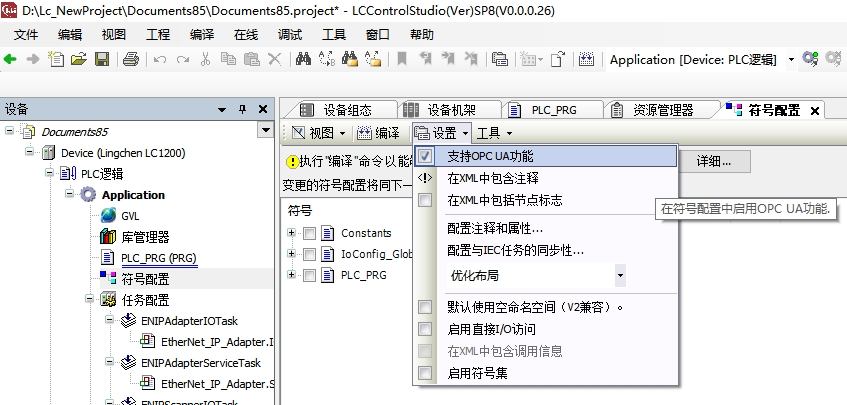 D:\Lc_NewProject\Documents85\Documents85.project* - LCControlStudio(Ver)SP8(V0.0.0.26)
文件 编辑 视图 工程 编译 在线 调试 工具 窗口 帮助
Application [Device: PLC逻辑]
设备
Documents85
Device (Lingchen LC1200)
PLC逻辑
Application
GVL
库管理器
PLC_PRG (PRG)
符号配置
任务配置
ENIPAdapterIOTask
EtherNet_IP_Adapter.I
ENIPAdapterServiceTask
EtherNet_IP_Adapter.S
ENIPScannerIOTask
设备组态 设备机架 PLC_PRG 资源管理器 符号配置
视图 编译 设置 工具
执行"编译"命令以能 详细...
变更的符号配置将同下一
符号
Constants
IoConfig_Glob
PLC_PRG
支持OPC UA功能
在XML中包含注释
在XML中包括节点标志
配置注释和属性...
配置与IEC任务的同步性...
优化布局
默认使用空命名空间（V2兼容）。
启用直接I/O访问
在XML中包含调用信息
启用符号集
在符号配置中启用OPC UA功能.